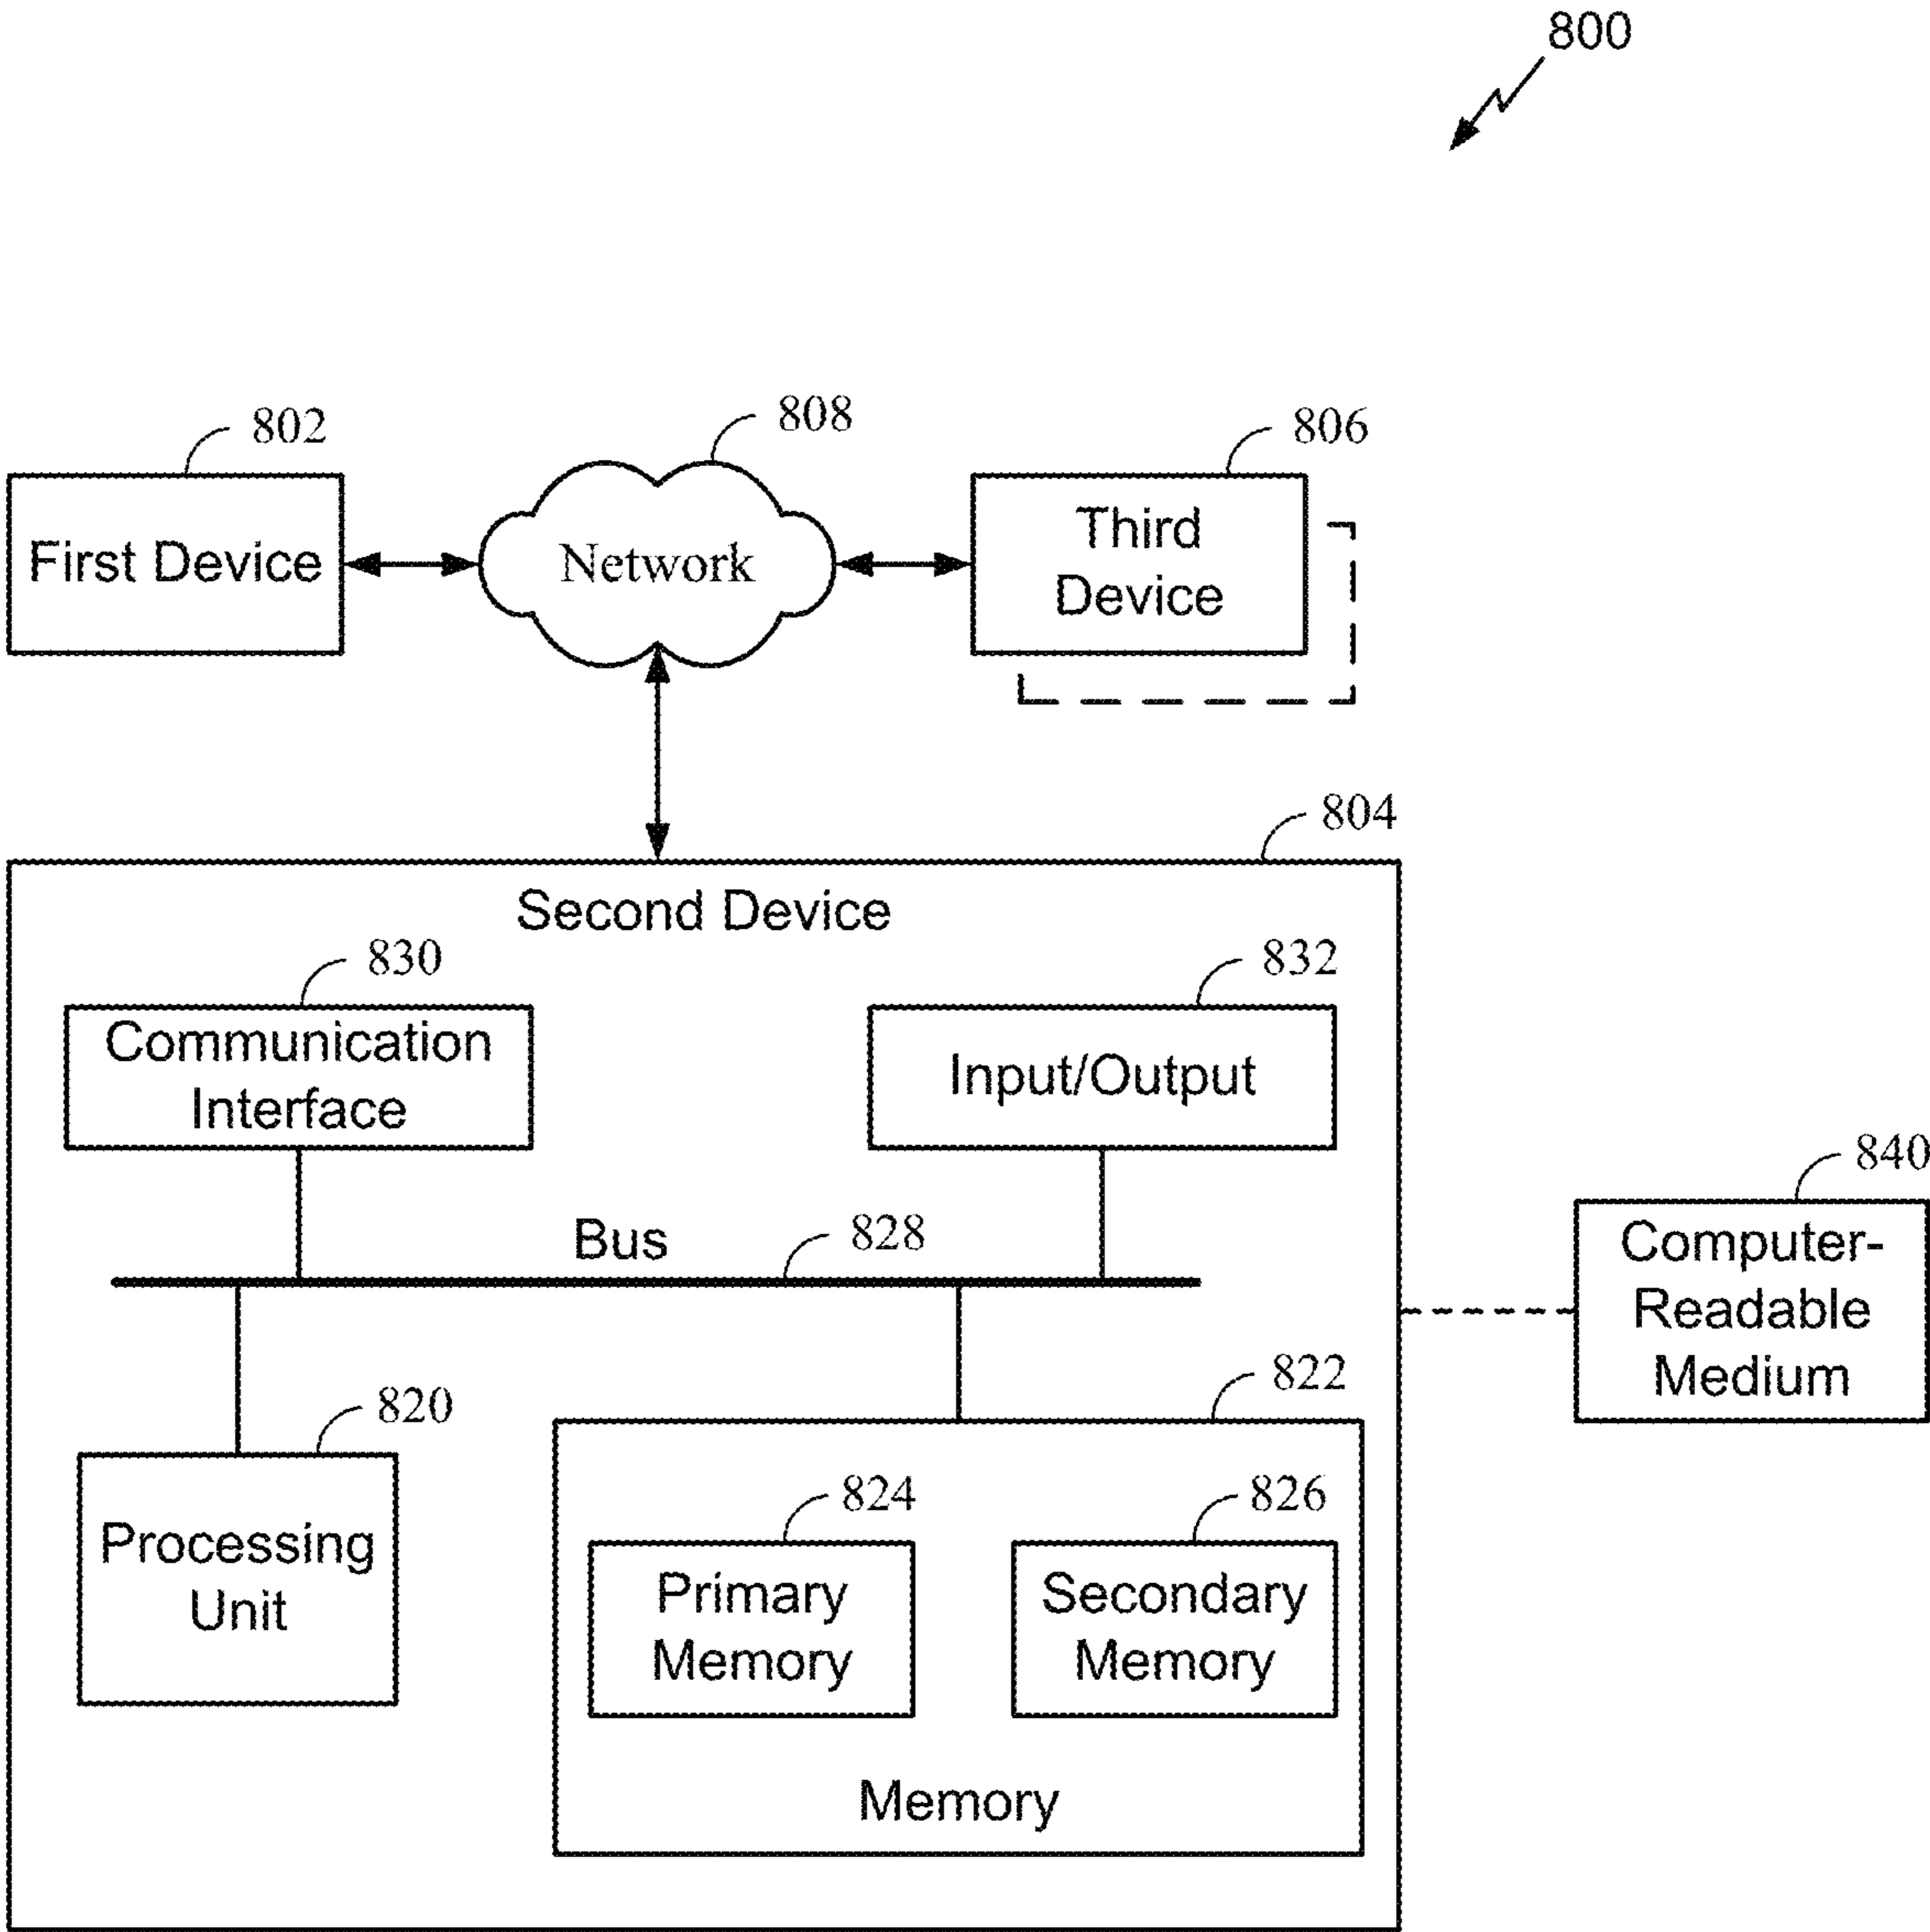 800
802
808
806
First Device
Network
Third
Device
804
Second Device
830
832
Communication
Interface
Input/Output
840
Bus
828
Computer-
Readable
Medium
822
820
824
826
Processing
Unit
Primary
Memory
Secondary
Memory
Memory